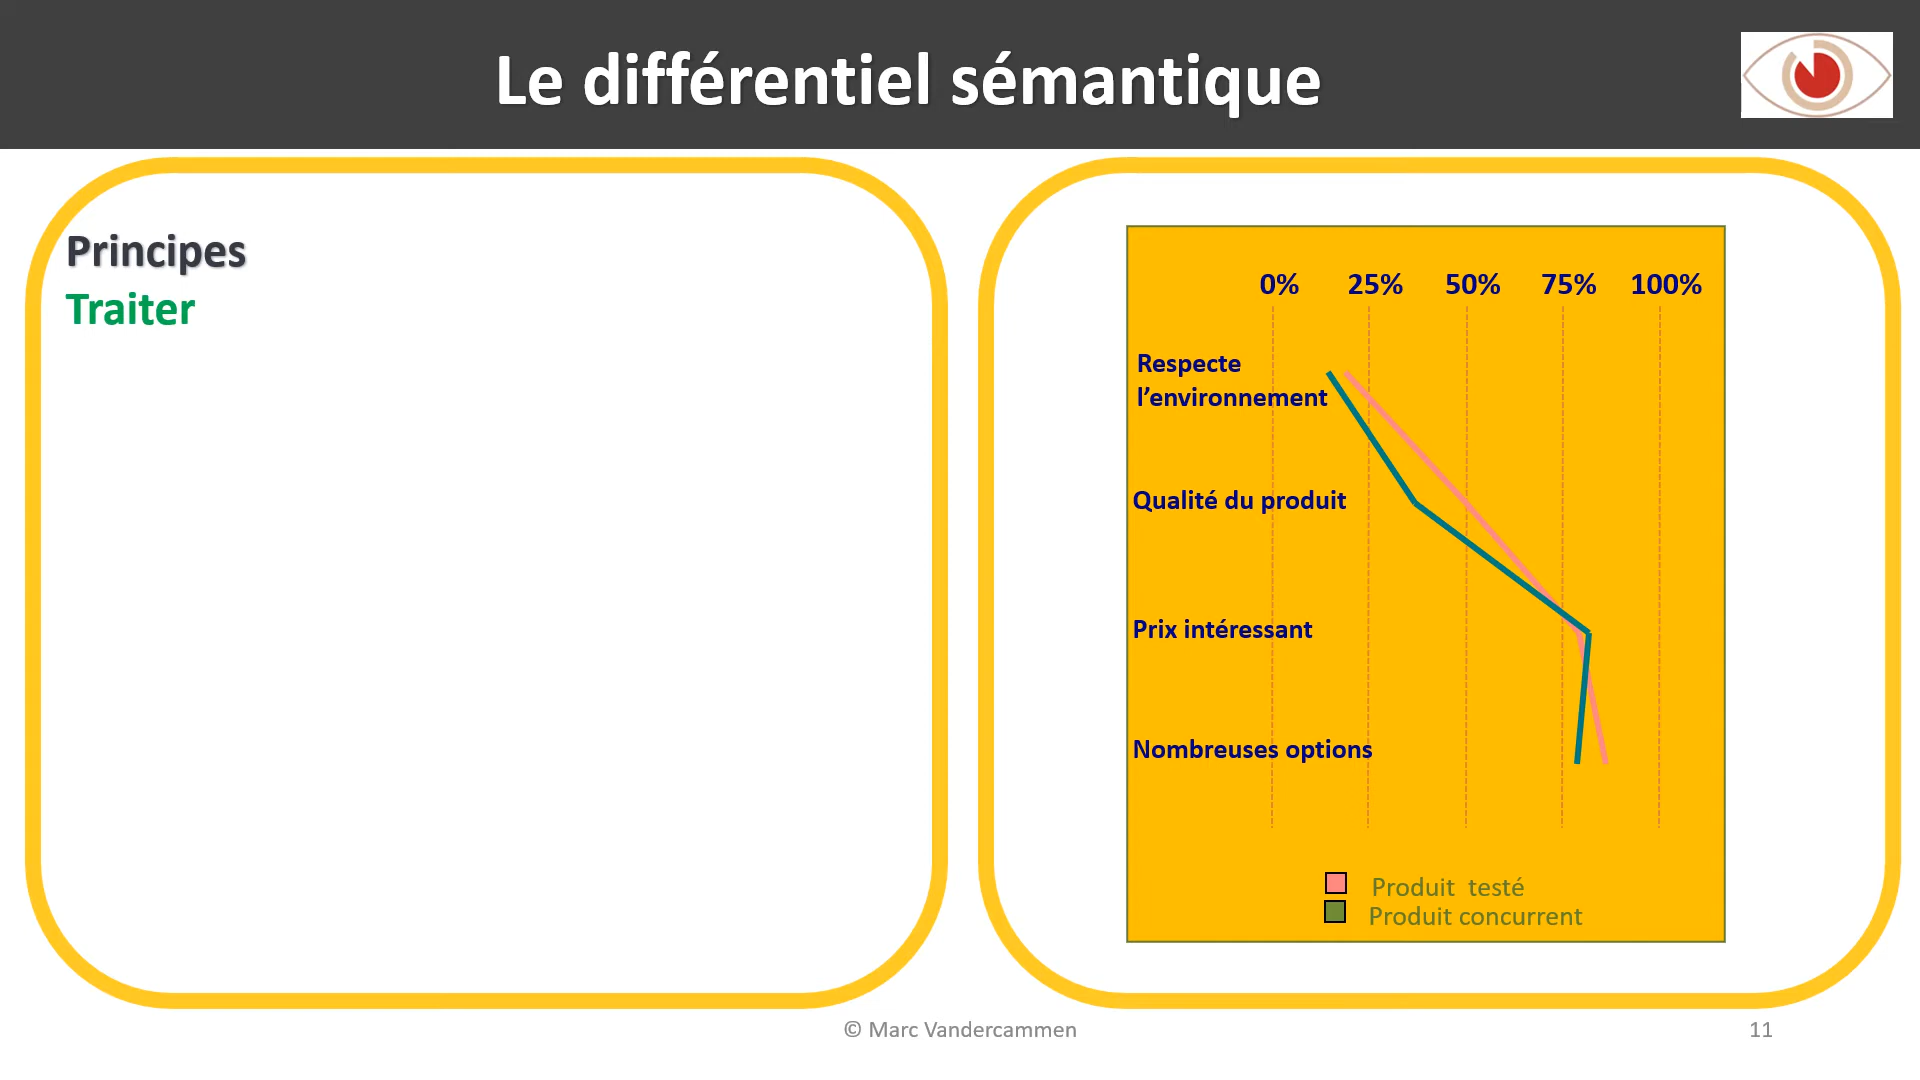 Le différentiel sémantique
Principes
Traiter
0% 25% 50% 75% 100%
Respecte
l’environnement
Qualité du produit
Prix intéressant
Nombreuses options
Produit testé
Produit concurrent
© Marc Vandercammen
11